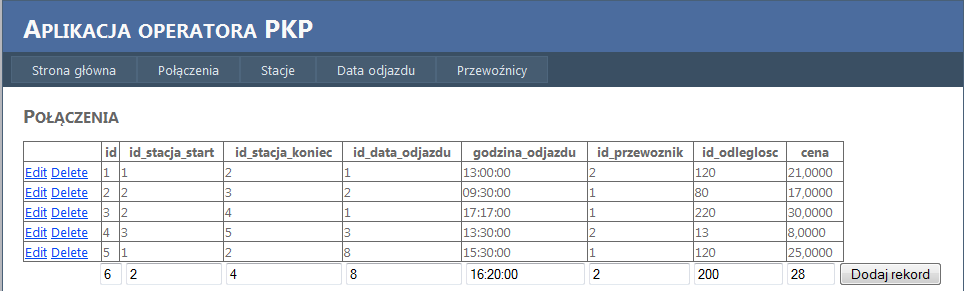 APLIKACJA OPERATORA PKP
Strona główna Połączenia Stacje Data odjazdu Przewoźnicy
POŁĄCZENIA
id id_stacja_start id_stacja_koniec id_data_odjazdu godzina_odjazdu id_przewoznik id_odleglosc cena
Edit Delete 1 1 2 1 13:00:00 2 120 21,0000
Edit Delete 2 2 3 2 09:30:00 1 80 17,0000
Edit Delete 3 2 4 1 17:17:00 1 220 30,0000
Edit Delete 4 3 5 3 13:30:00 2 13 8,0000
Edit Delete 5 1 2 8 15:30:00 1 120 25,0000
6 2 4 8 16:20:00 2 200 28 Dodaj rekord